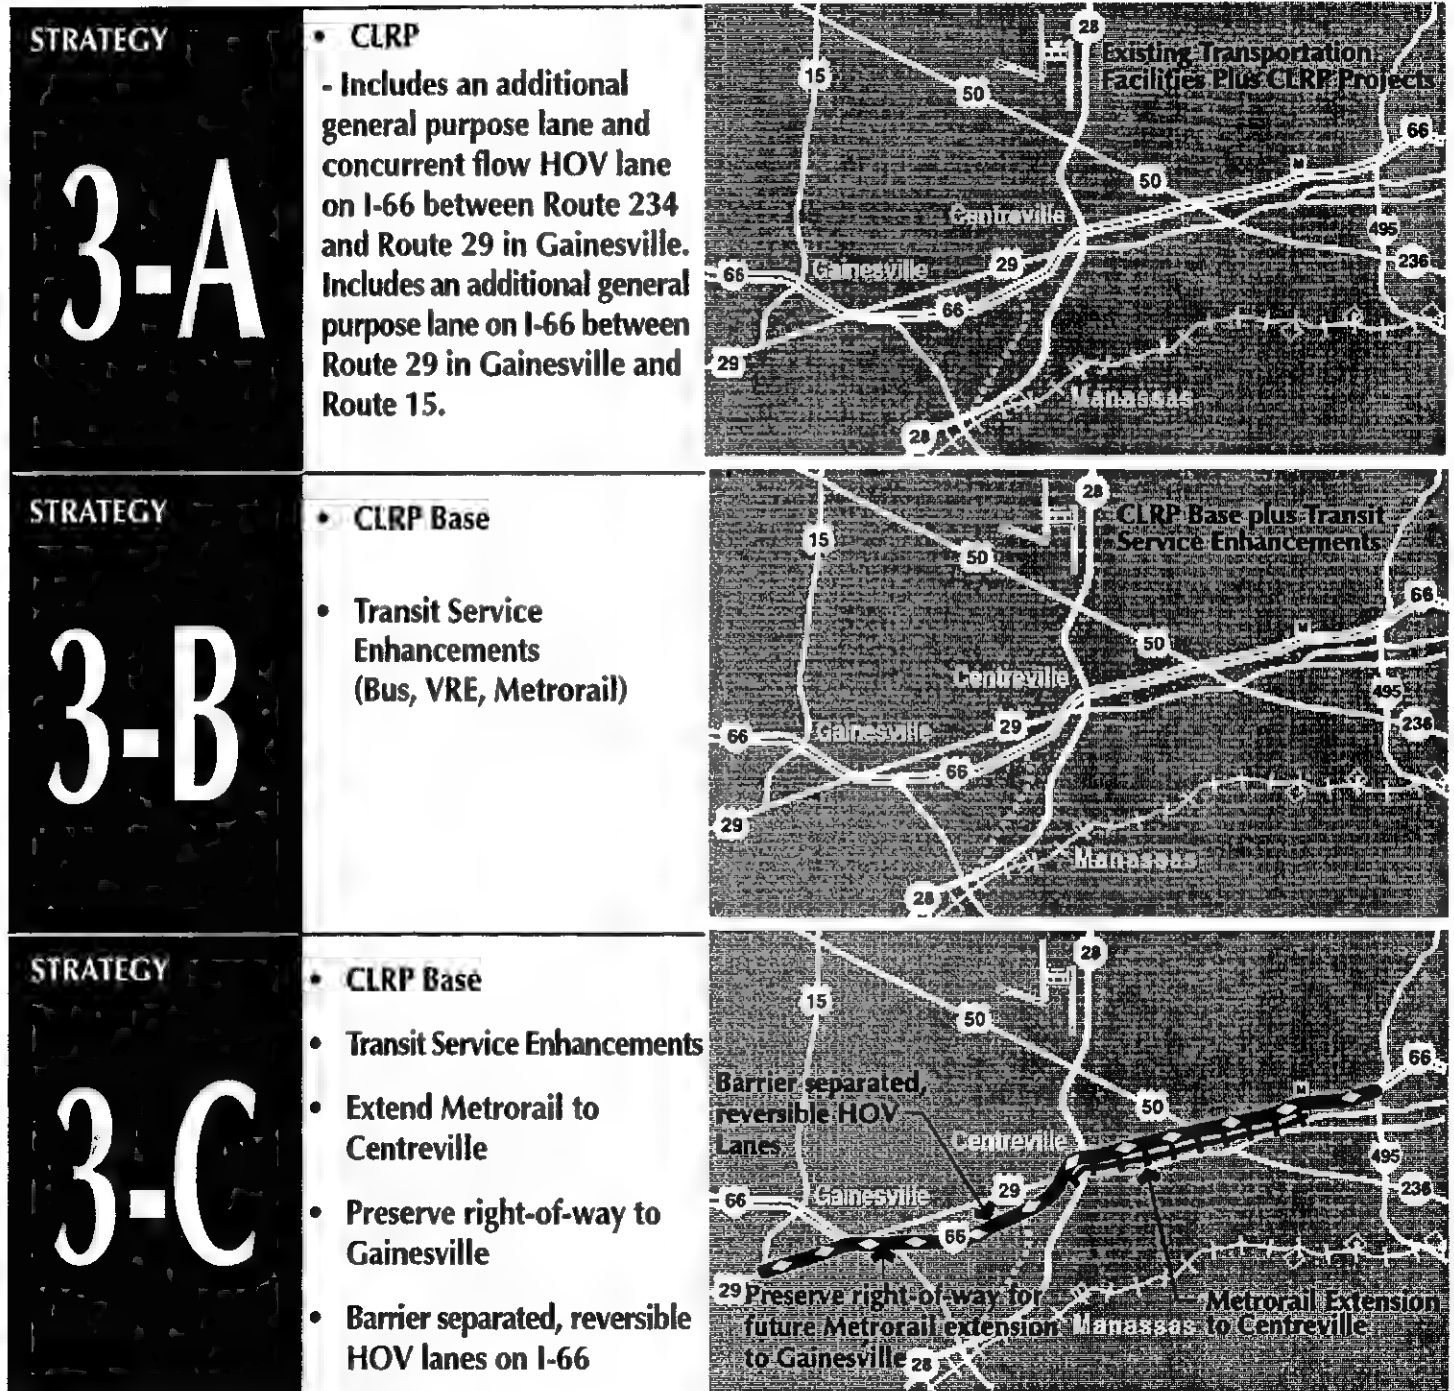 STRATEGY
3-A
• CLRP
- Includes an additional
general purpose lane and
concurrent flow HOV lane
on I-66 between Route 234
and Route 29 in Gainesville.
Includes an additional general
purpose lane on I-66 between
Route 29 in Gainesville and
Route 15.
Existing Transportation
Facilities Plus CLRP Projects
28
15
50
66
M
50
Centreville
495
236
29
66
Gainesville
66
29
Manassas
28
STRATEGY
3-B
• CLRP Base
• Transit Service
Enhancements
(Bus, VRE, Metrorail)
CLRP Base plus Transit
Service Enhancements
28
15
50
66
M
50
Centreville
495
236
29
66
Gainesville
66
29
Manassas
28
STRATEGY
3-C
• CLRP Base
• Transit Service Enhancements
• Extend Metrorail to
Centreville
• Preserve right-of-way to
Gainesville
• Barrier separated, reversible
HOV lanes on I-66
28
15
50
66
Barrier separated,
reversible HOV
Lanes
M
50
Centreville
495
236
29
66
Gainesville
66
29
Preserve right-of-way for
future Metrorail extension
to Gainesville
Manassas
Metrorail Extension
to Centreville
28